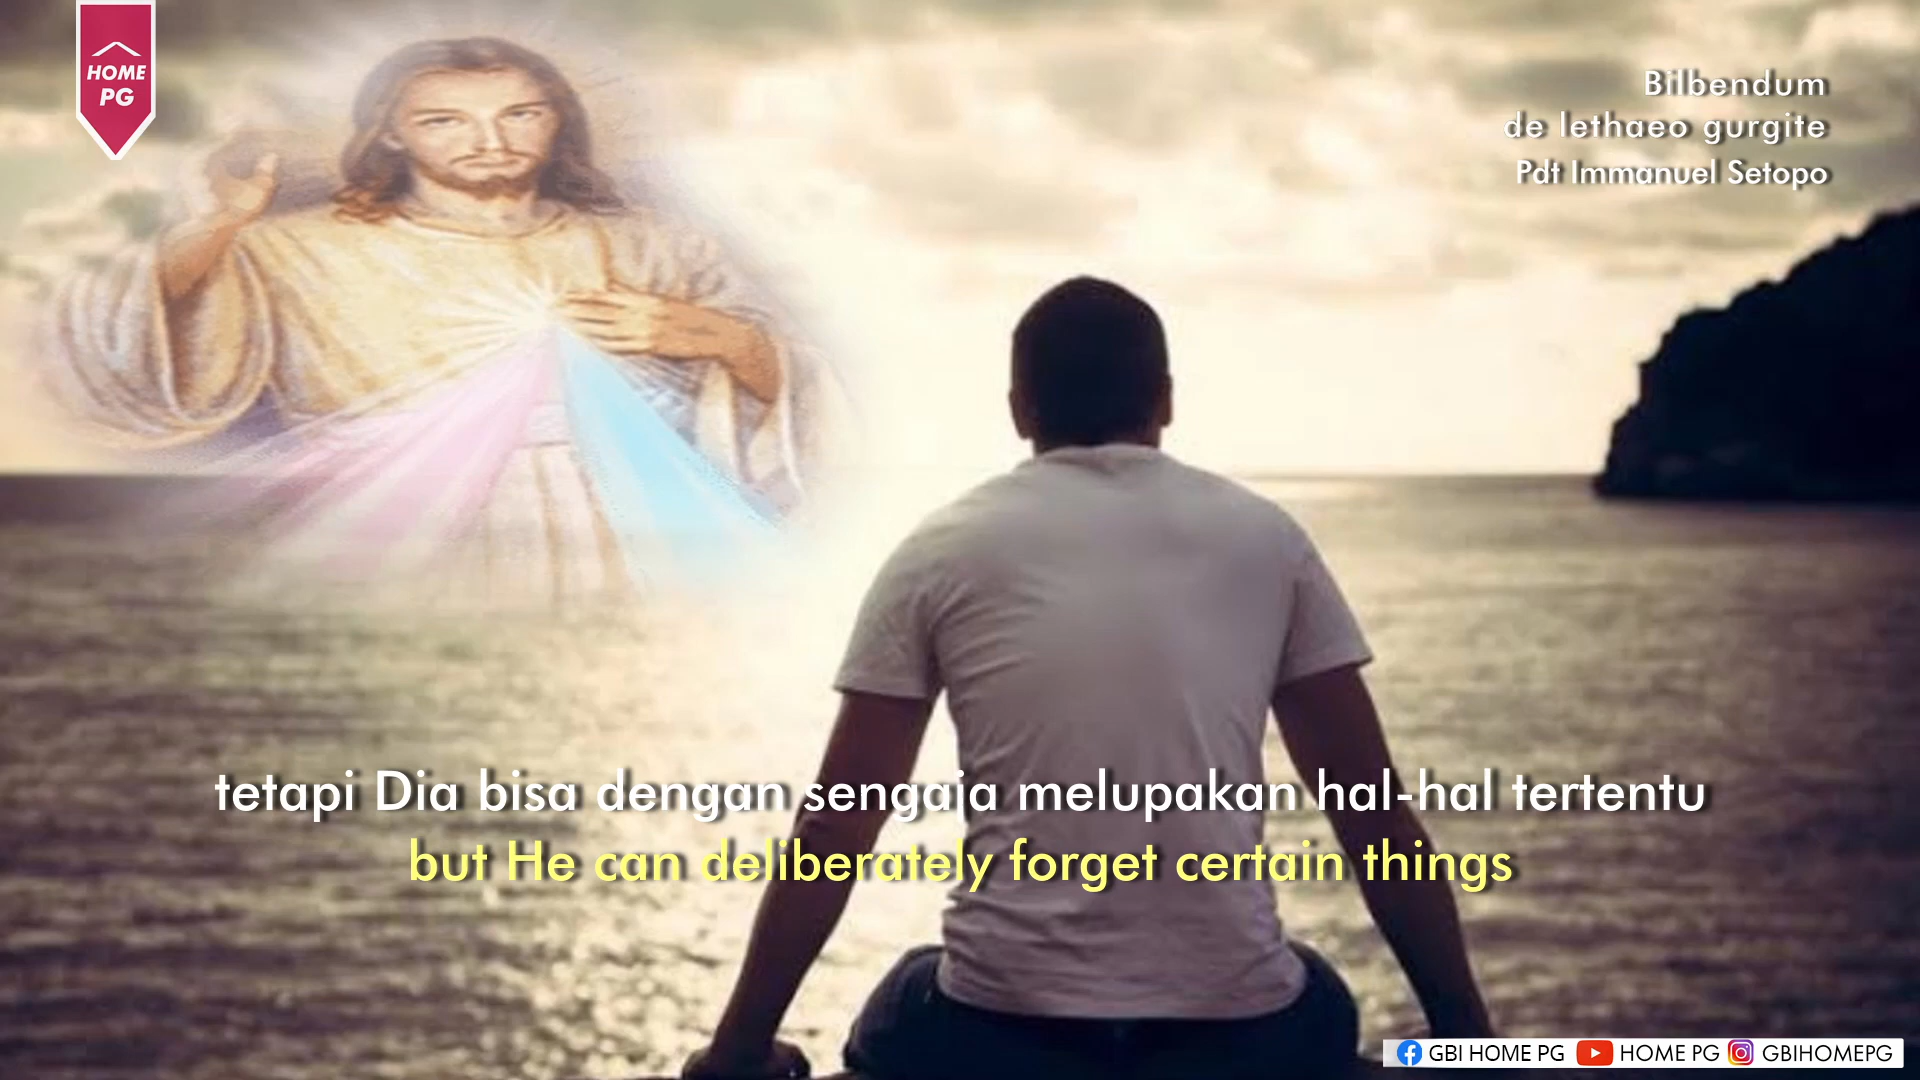 HOME
PG
Bilbendum
de lethaeo gurgite
Pdt Immanuel Setopo
tetapi Dia bisa dengan sengaja melupakan hal-hal tertentu
but He can deliberately forget certain things
GBI HOME PG HOME PG GBIHOMEPG